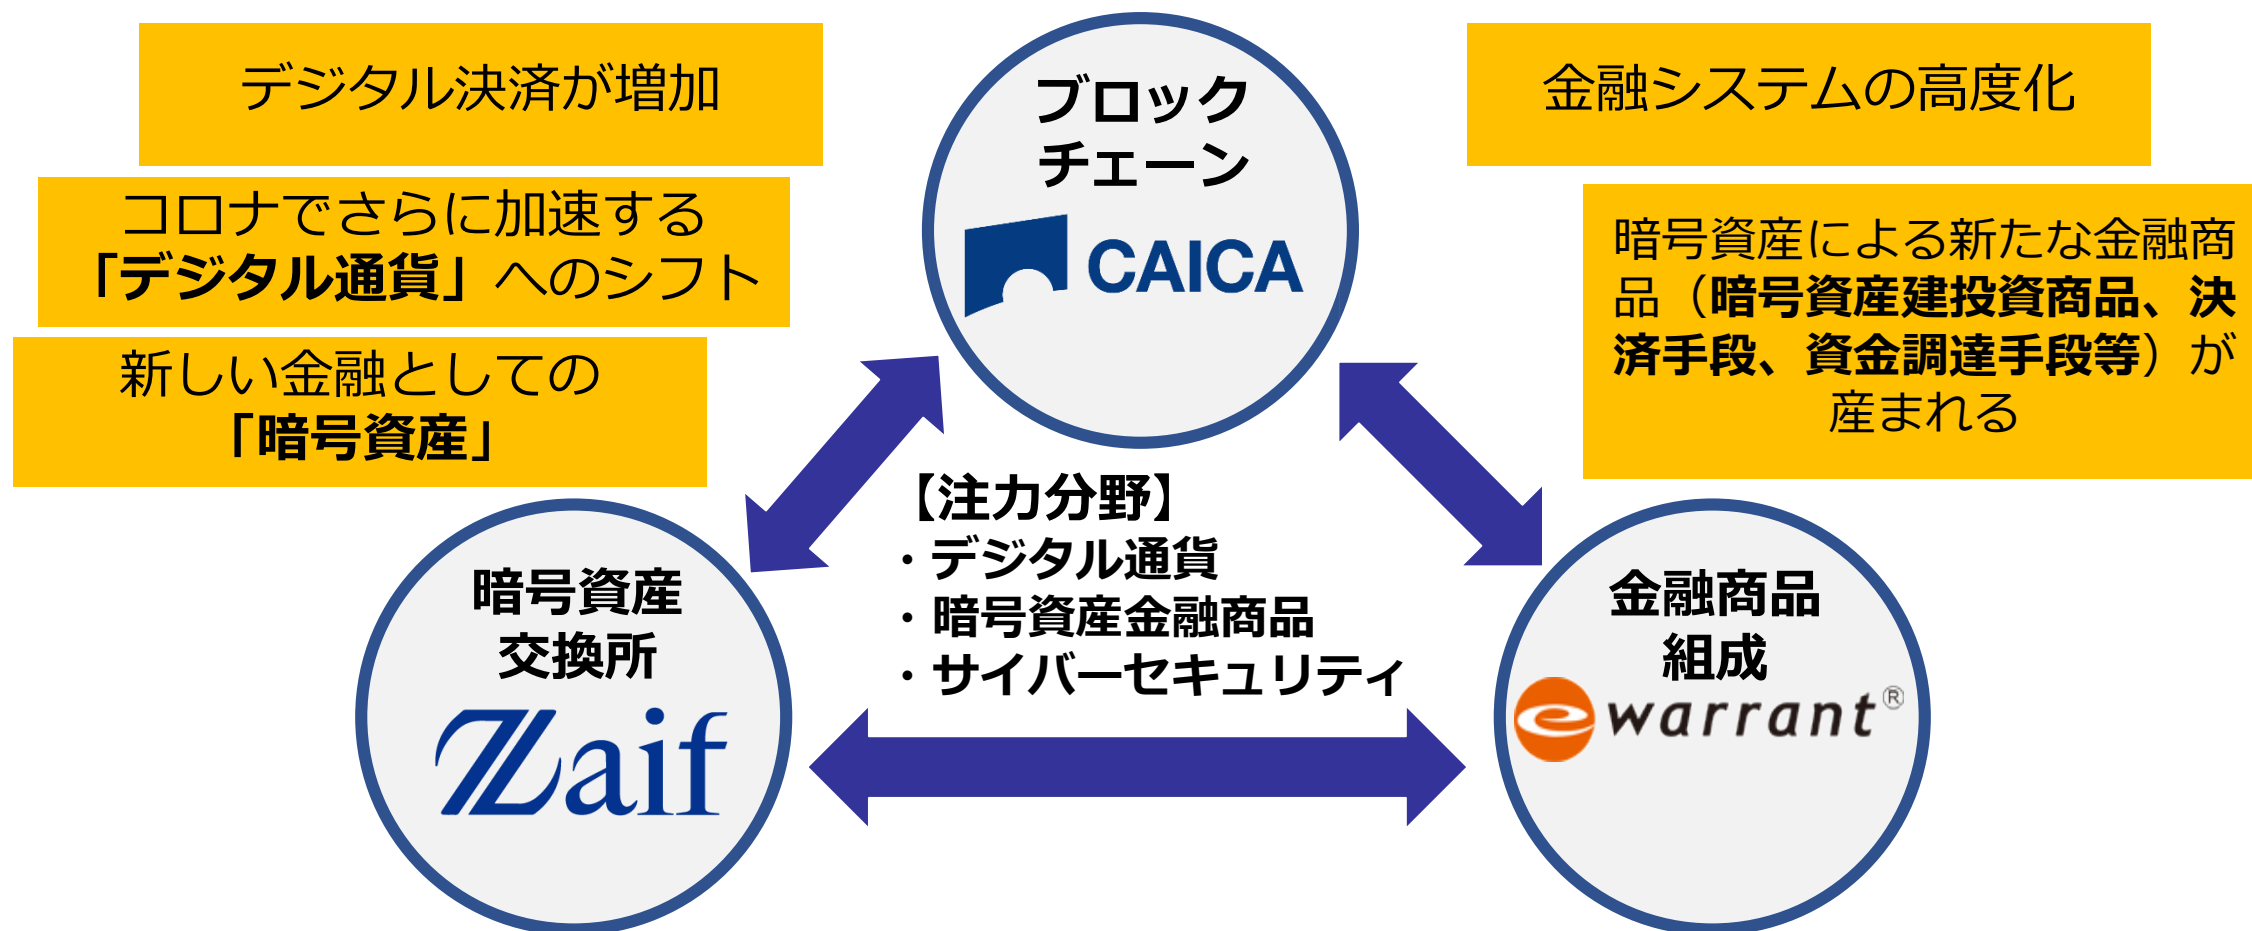 デジタル決済が増加
コロナでさらに加速する
「デジタル通貨」へのシフト
新しい金融としての
「暗号資産」
ブロック
チェーン
CAICA
金融システムの高度化
暗号資産による新たな金融商
品（暗号資産建投資商品、決
済手段、資金調達手段等）が
産まれる
【注力分野】
・デジタル通貨
・暗号資産金融商品
・サイバーセキュリティ
暗号資産
交換所
Zaif
金融商品
組成
e warrant®